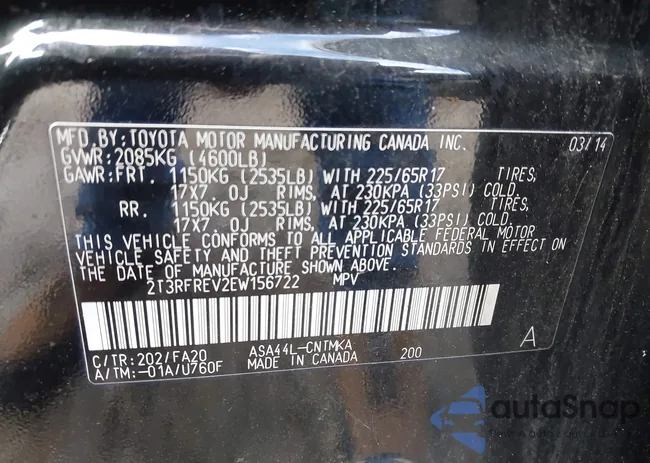 MFD.BY:TOYOTA MOTOR MANUFACTURING CANADA INC. 03/14
GVWR:2085KG (4600LB)
GAWR:FRT. 1150KG (2535LB) WITH 225/65R17 TIRES,
17X7.0J RIMS, AT 230KPA (33PSI) COLD.
RR. 1150KG (2535LB) WITH 225/65R17 TIRES,
17X7.0J RIMS, AT 230KPA (33PSI) COLD.
THIS VEHICLE CONFORMS TO ALL APPLICABLE FEDERAL MOTOR
VEHICLE SAFETY AND THEFT PREVENTION STANDARDS IN EFFECT ON
THE DATE OF MANUFACTURE SHOWN ABOVE.
2T3RFREV2EW156722 MPV
C/TR:202/FA20 ASA44L-CNTMKA 200 A
A/TM:-01A/U760F MADE IN CANADA
autoSnap